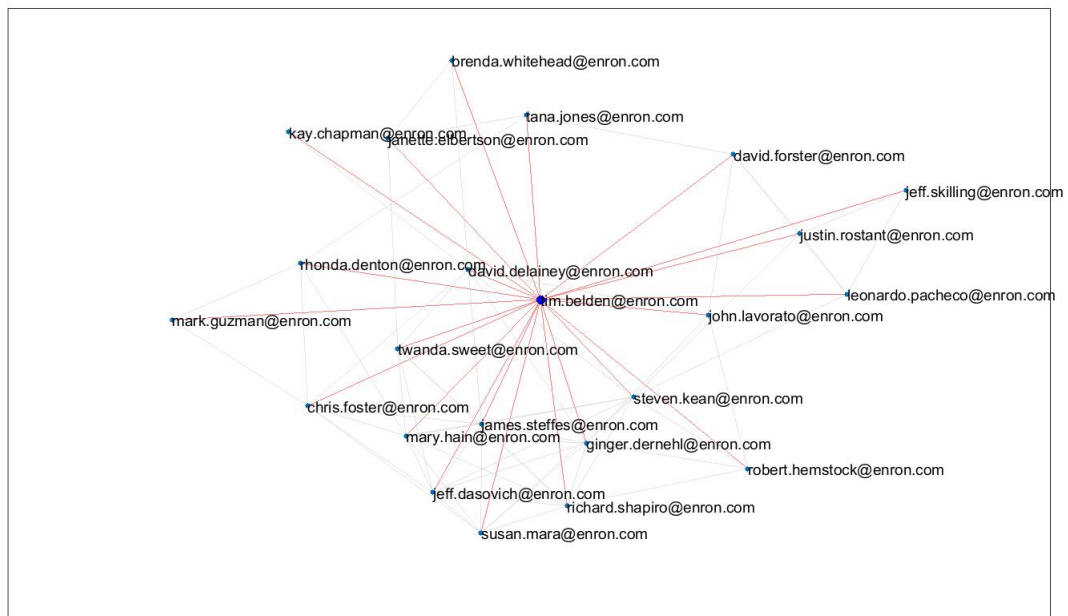 brenda.whitehead@enron.com
tana.jones@enron.com
kay.chapman@enron.com
janette.elbertson@enron.com
david.forster@enron.com
jeff.skilling@enron.com
justin.rostant@enron.com
rhonda.denton@enron.com
david.delainey@enron.com
leonardo.pacheco@enron.com
tim.belden@enron.com
john.lavorato@enron.com
mark.guzman@enron.com
twanda.sweet@enron.com
steven.kean@enron.com
chris.foster@enron.com
james.steffes@enron.com
mary.hain@enron.com
ginger.dernehl@enron.com
robert.hemstock@enron.com
jeff.dasovich@enron.com
richard.shapiro@enron.com
susan.mara@enron.com